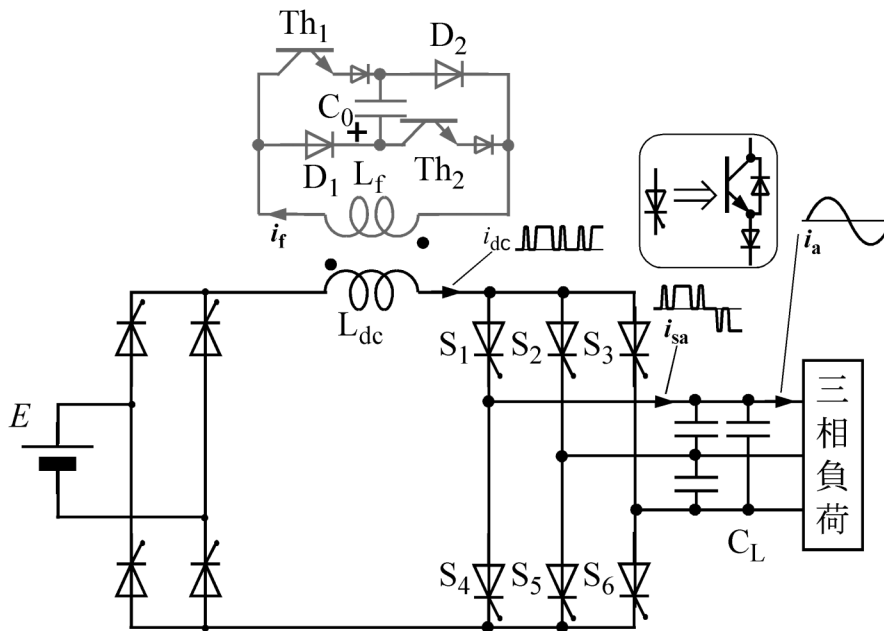 Th1
D2
C0
+
D1
Lf
Th2
if
idc
Ldc
ia
isa
S1
S2
S3
E
三相負荷
CL
S4
S5
S6